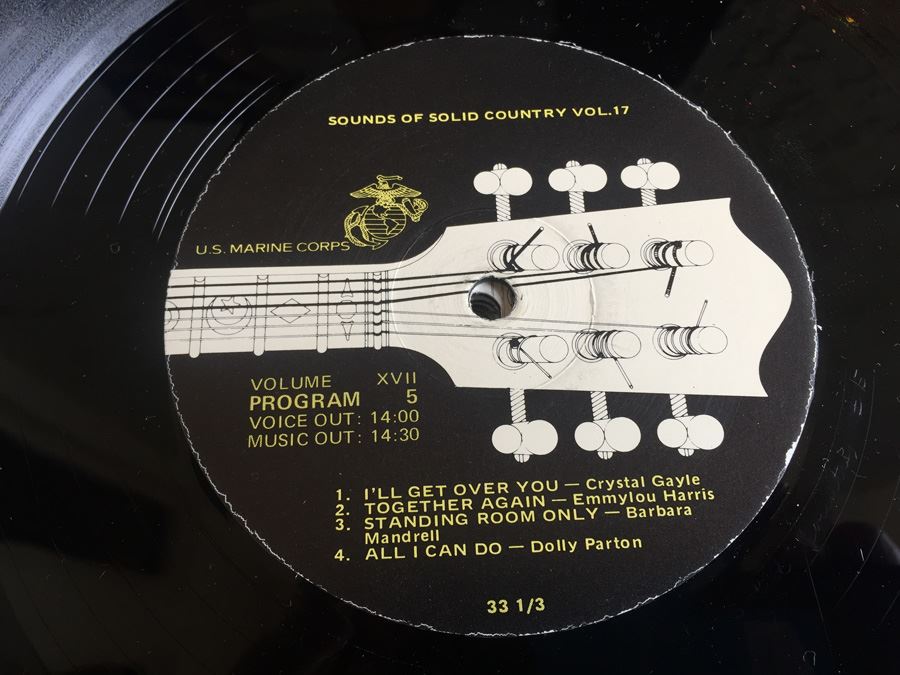 SOUNDS OF SOLID COUNTRY VOL.17
U.S. MARINE CORPS
VOLUME XVII
PROGRAM 5
VOICE OUT: 14:00
MUSIC OUT: 14:30
1. I'LL GET OVER YOU — Crystal Gayle
2. TOGETHER AGAIN — Emmylou Harris
3. STANDING ROOM ONLY — Barbara
Mandrell
4. ALL I CAN DO — Dolly Parton
33 1/3